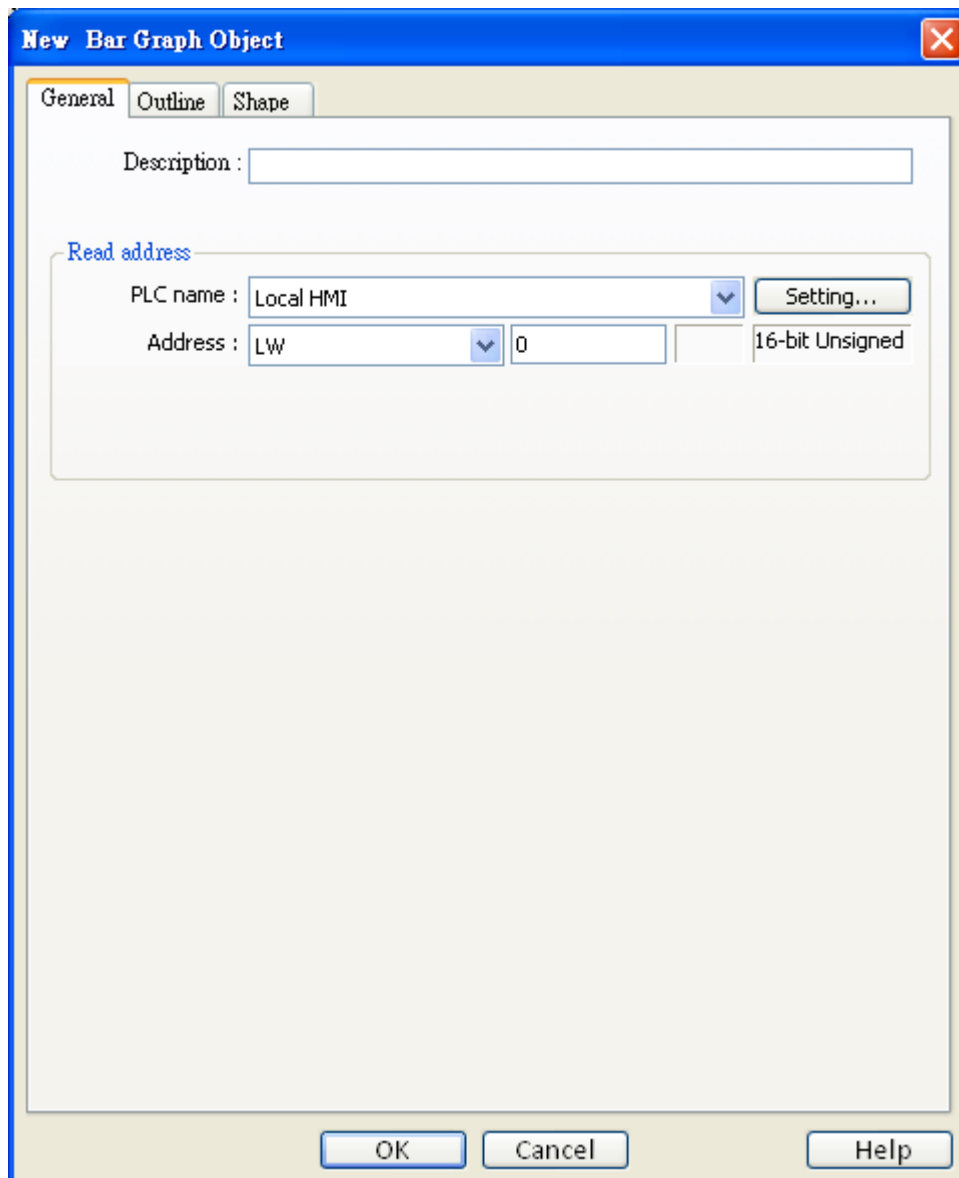 New Bar Graph Object
General Outline Shape
Description :
Read address
PLC name : Local HMI Setting...
Address : LW 0 16-bit Unsigned
OK Cancel Help